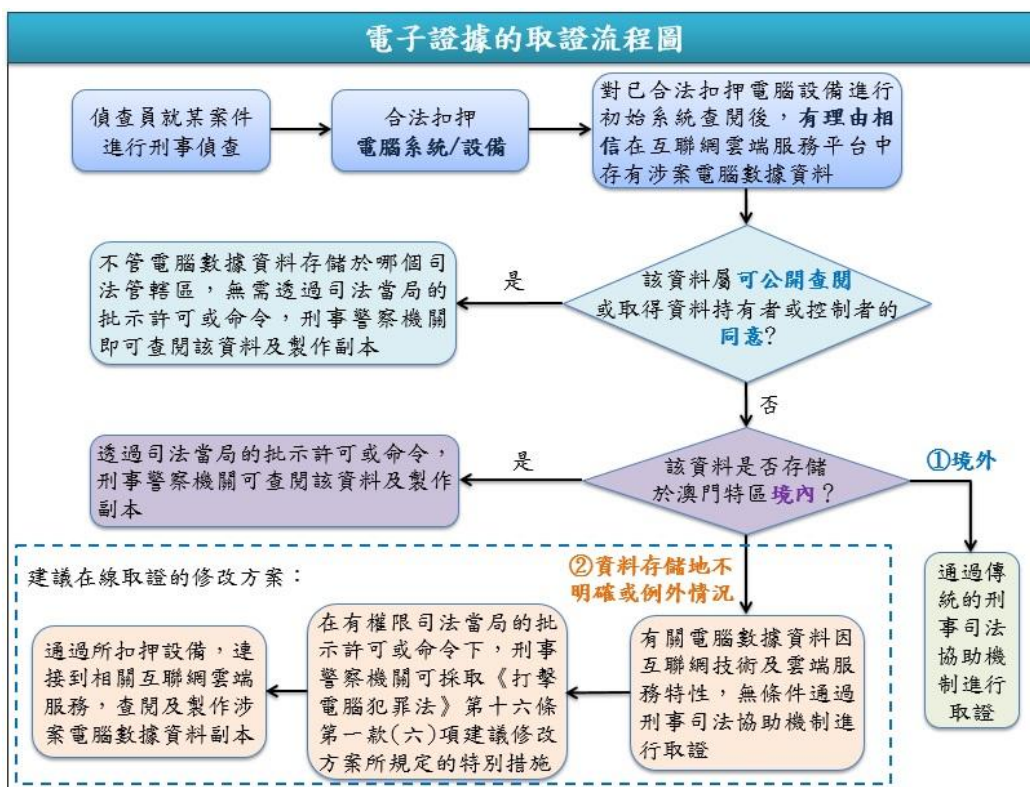 電子證據的取證流程圖
偵查員就某案件
進行刑事偵查
合法扣押
電腦系統/設備
對已合法扣押電腦設備進行
初始系統查閱後，有理由相
信在互聯網雲端服務平台中
存有涉案電腦數據資料
該資料屬可公開查閱
或取得資料持有者或控制者的
同意？
是
不管電腦數據資料存儲於哪個司
法管轄區，無需透過司法當局的
批示許可或命令，刑事警察機關
即可查閱該資料及製作副本
否
該資料是否存儲
於澳門特區境內？
是
透過司法當局的批示許可或命令，
刑事警察機關可查閱該資料及製作
副本
①境外
通過傳
統的刑
事司法
協助機
制進行
取證
②資料存儲地不
明確或例外情況
建議在線取證的修改方案：
有關電腦數據資料因
互聯網技術及雲端服
務特性，無條件通過
刑事司法協助機制進
行取證
在有權限司法當局的批
示許可或命令下，刑事
警察機關可採取《打擊
電腦犯罪法》第十六條
第一款(六)項建議修改
方案所規定的特別措施
通過所扣押設備，連
接到相關互聯網雲端
服務，查閱及製作涉
案電腦數據資料副本